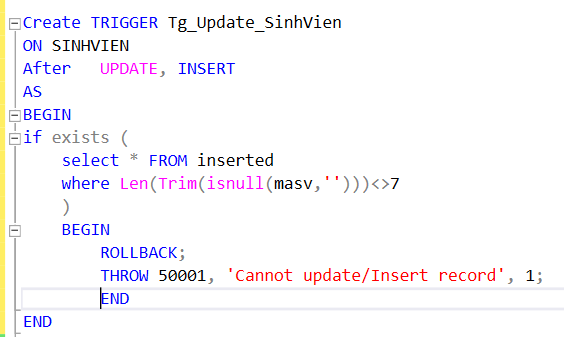 Create TRIGGER Tg_Update_SinhVien
ON SINHVIEN
After   UPDATE, INSERT
AS
BEGIN
if exists (
    select * FROM inserted
    where Len(Trim(isnull(masv,'')))<>7
    )
    BEGIN
        ROLLBACK;
        THROW 50001, 'Cannot update/Insert record', 1;
        END
END